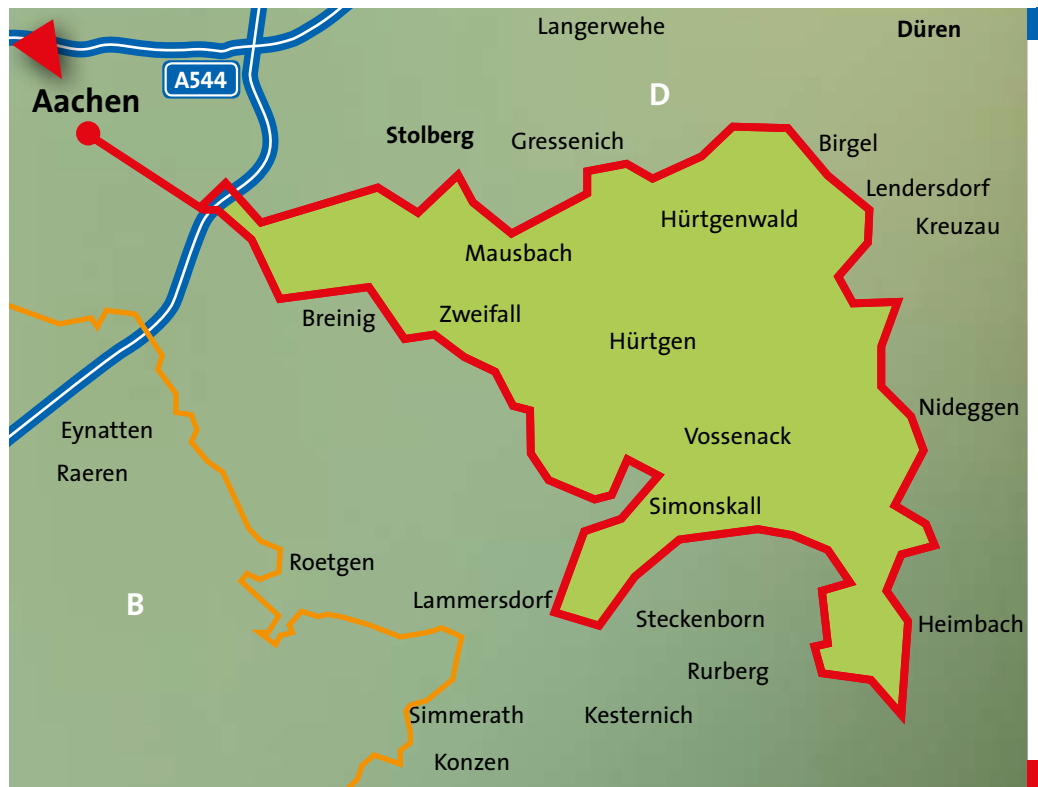 Langerwehe
Düren
A544
D
Aachen
Stolberg
Gressenich
Birgel
Lendersdorf
Hürtgenwald
Kreuzau
Mausbach
Breinig
Zweifall
Hürtgen
Nideggen
Eynatten
Vossenack
Raeren
Simonskall
Roetgen
B
Lammersdorf
Steckenborn
Heimbach
Rurberg
Simmerath
Kesternich
Konzen